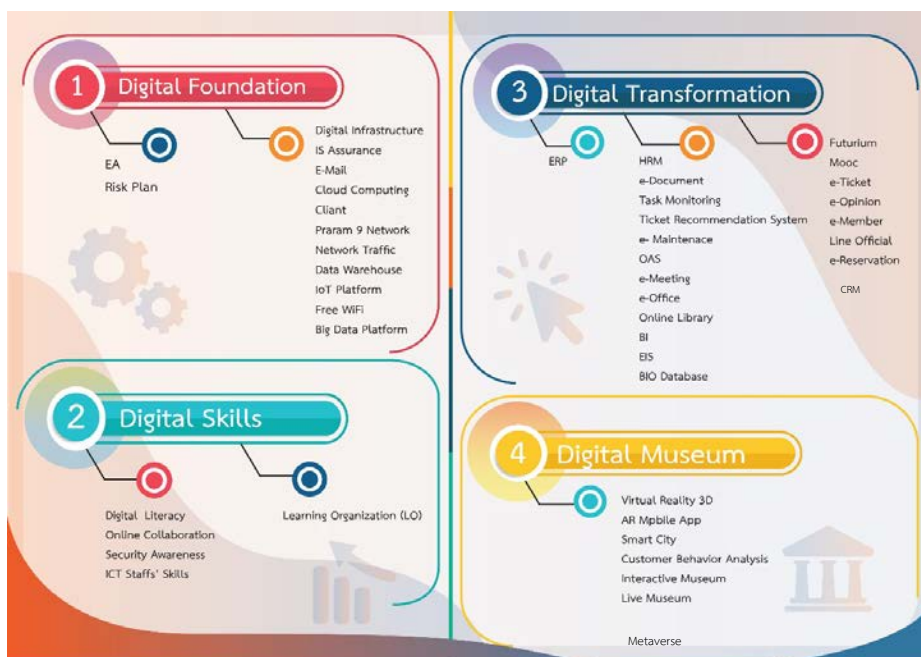 1 Digital Foundation
EA
Risk Plan
Digital Infrastructure
IS Assurance
E-Mail
Cloud Computing
Cliant
Praram 9 Network
Network Traffic
Data Warehouse
IoT Platform
Free WiFi
Big Data Platform
2 Digital Skills
Digital Literacy
Online Collaboration
Security Awareness
ICT Staffs' Skills
Learning Organization (LO)
3 Digital Transformation
ERP
HRM
e-Document
Task Monitoring
Ticket Recommendation System
e- Maintenace
OAS
e-Meeting
e-Office
Online Library
BI
EIS
BIO Database
Futurium
Mooc
e-Ticket
e-Opinion
e-Member
Line Official
e-Reservation
CRM
4 Digital Museum
Virtual Reality 3D
AR Mpbile App
Smart City
Customer Behavior Analysis
Interactive Museum
Live Museum
Metaverse